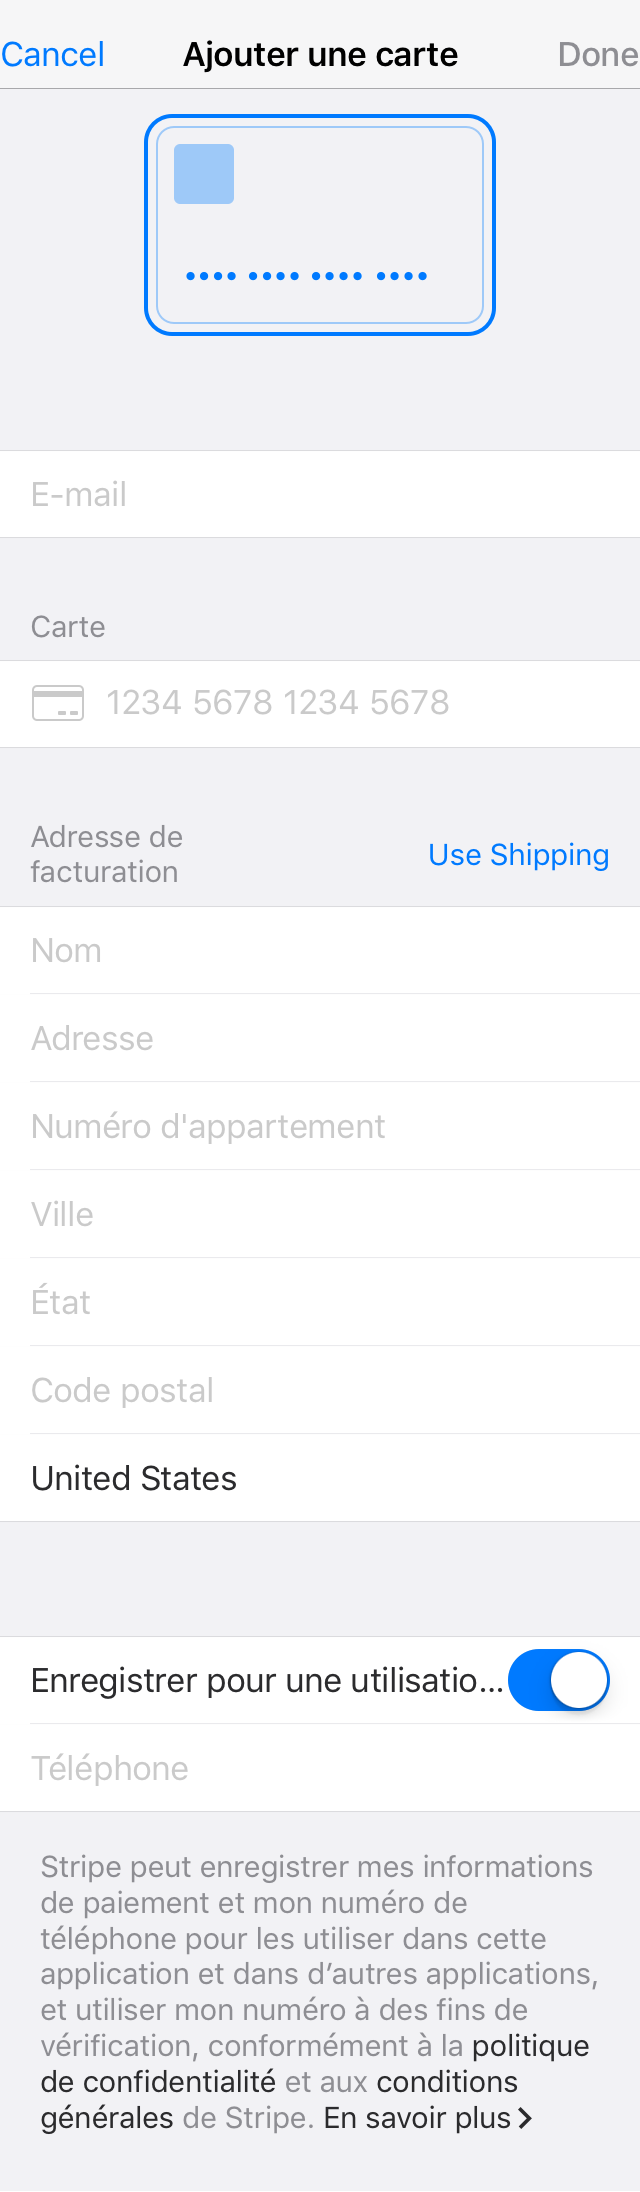 Cancel Ajouter une carte Done
•••• •••• •••• ••••
E-mail
Carte
1234 5678 1234 5678
Adresse de
facturation
Use Shipping
Nom
Adresse
Numéro d'appartement
Ville
État
Code postal
United States
Enregistrer pour une utilisatio...
Téléphone
Stripe peut enregistrer mes informations
de paiement et mon numéro de
téléphone pour les utiliser dans cette
application et dans d’autres applications,
et utiliser mon numéro à des fins de
vérification, conformément à la politique
de confidentialité et aux conditions
générales de Stripe. En savoir plus